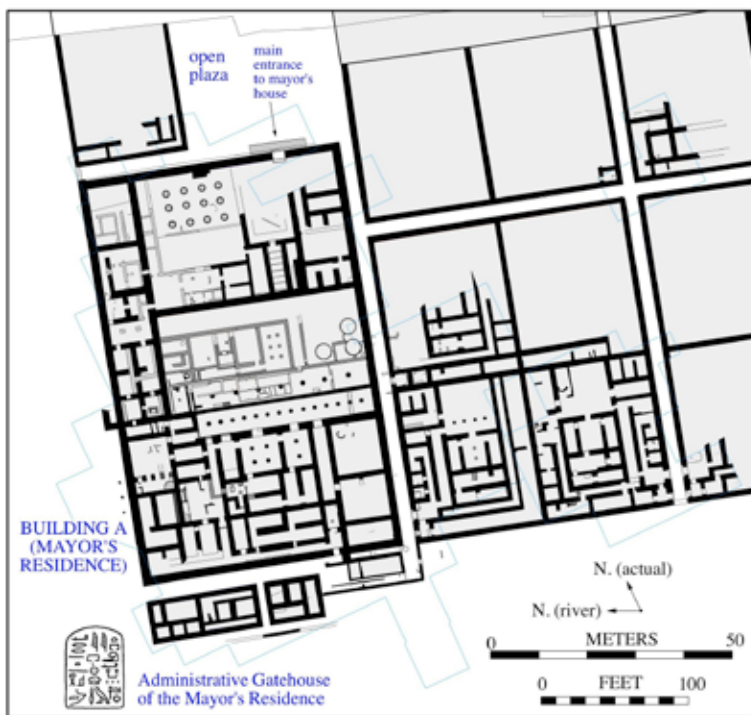 open
plaza
main
entrance
to mayor's
house
BUILDING A
(MAYOR'S
RESIDENCE)
N. (actual)
N. (river)
METERS
0 50
FEET
0 100
Administrative Gatehouse
of the Mayor's Residence